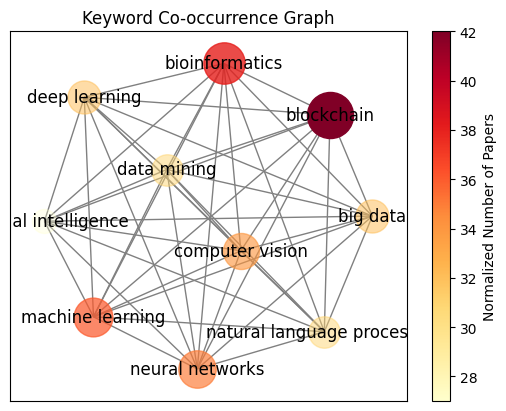 Keyword Co-occurrence Graph
bioinformatics
deep learning
blockchain
data mining
al intelligence
big data
computer vision
machine learning
natural language proces
neural networks
42
40
38
36
34
32
30
28
Normalized Number of Papers